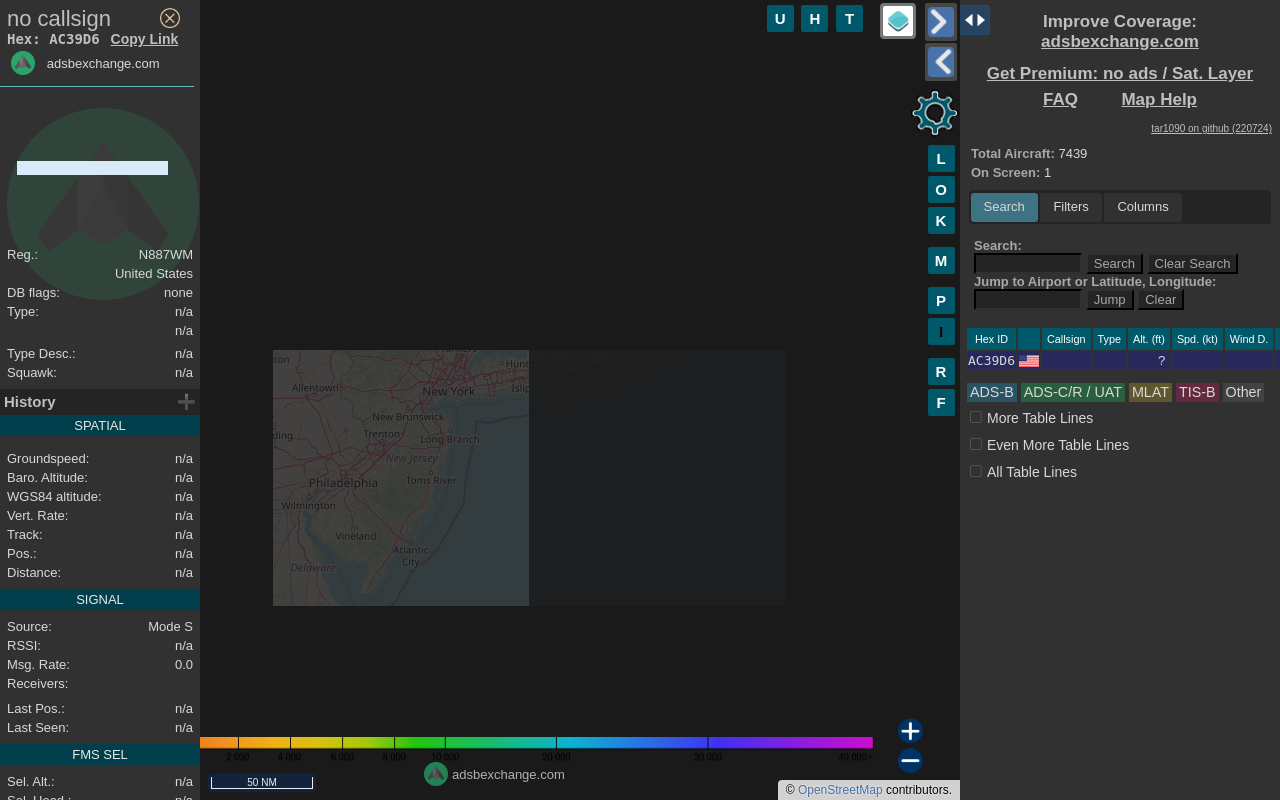 no callsign
Hex: AC39D6 Copy Link
adsbexchange.com
Reg.: N887WM
United States
DB flags: none
Type: n/a
n/a
Type Desc.: n/a
Squawk: n/a
History
SPATIAL
Groundspeed: n/a
Baro. Altitude: n/a
WGS84 altitude: n/a
Vert. Rate: n/a
Track: n/a
Pos.: n/a
Distance: n/a
SIGNAL
Source: Mode S
RSSI: n/a
Msg. Rate: 0.0
Receivers:
Last Pos.: n/a
Last Seen: n/a
FMS SEL
Sel. Alt.: n/a
Sel. Head.: n/a
U H T
L
O
K
M
P
I
R
F
ton
Hunt
Allentown
New York
Islip
New Brunswick
ding
Trenton
Long Branch
New Jersey
Philadelphia
Toms River
Wilmington
Vineland
Atlantic
City
Delaware
2 000 4 000 6 000 8 000 10 000 20 000 30 000 40 000+
adsbexchange.com
50 NM
© OpenStreetMap contributors.
Improve Coverage:
adsbexchange.com
Get Premium: no ads / Sat. Layer
FAQ Map Help
tar1090 on github (220724)
Total Aircraft: 7439
On Screen: 1
Search Filters Columns
Search:
Search Clear Search
Jump to Airport or Latitude, Longitude:
Jump Clear
Hex ID Callsign Type Alt. (ft) Spd. (kt) Wind D.
AC39D6 ?
ADS-B ADS-C/R / UAT MLAT TIS-B Other
More Table Lines
Even More Table Lines
All Table Lines